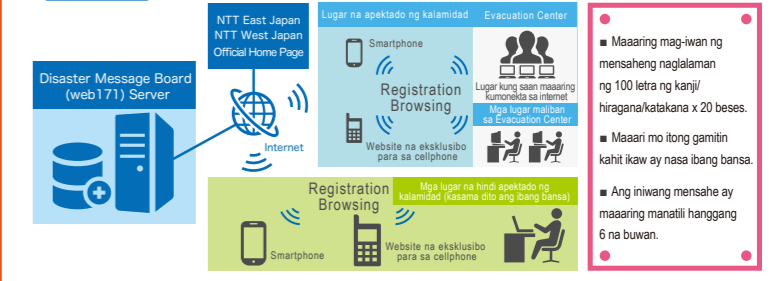 Disaster Message Board
(web171) Server
NTT East Japan
NTT West Japan
Official Home Page
Internet
Lugar na apektado ng kalamidad
Smartphone
Registration
Browsing
Website na eksklusibo
para sa cellphone
Evacuation Center
Lugar kung saan maaaring
kumonekta sa internet
Mga lugar maliban
sa Evacuation Center
Registration
Browsing
Mga lugar na hindi apektado ng
kalamidad (kasama dito ang ibang bansa)
Smartphone
Website na eksklusibo
para sa cellphone
■ Maaaring mag-iwan ng
mensaheng naglalaman
ng 100 letra ng kanji/
hiragana/katakana x 20 beses.
■ Maaari mo itong gamitin
kahit ikaw ay nasa ibang bansa.
■ Ang iniwang mensahe ay
maaaring manatili hanggang
6 na buwan.